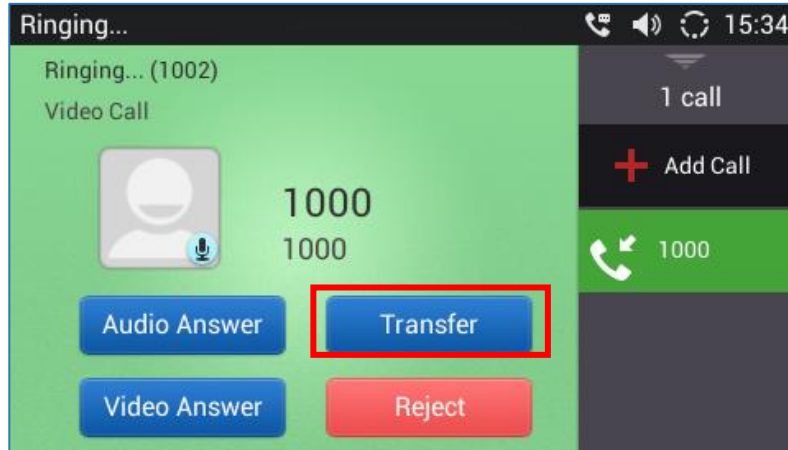 Ringing...
15:34
Ringing... (1002)
Video Call
1000
1000
Audio Answer
Transfer
Video Answer
Reject
1 call
Add Call
1000